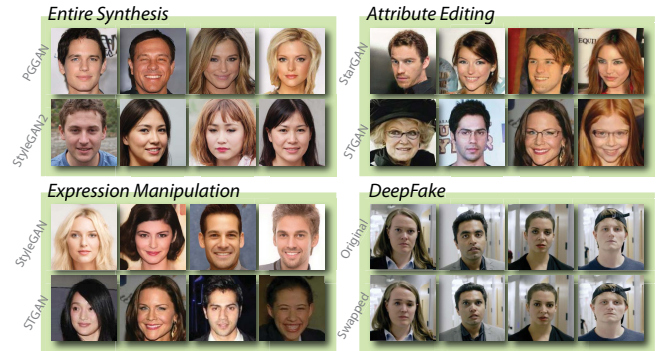 Entire Synthesis
PGGAN
StyleGAN2
Attribute Editing
StarGAN
STGAN
Expression Manipulation
StyleGAN
STGAN
DeepFake
Original
Swapped